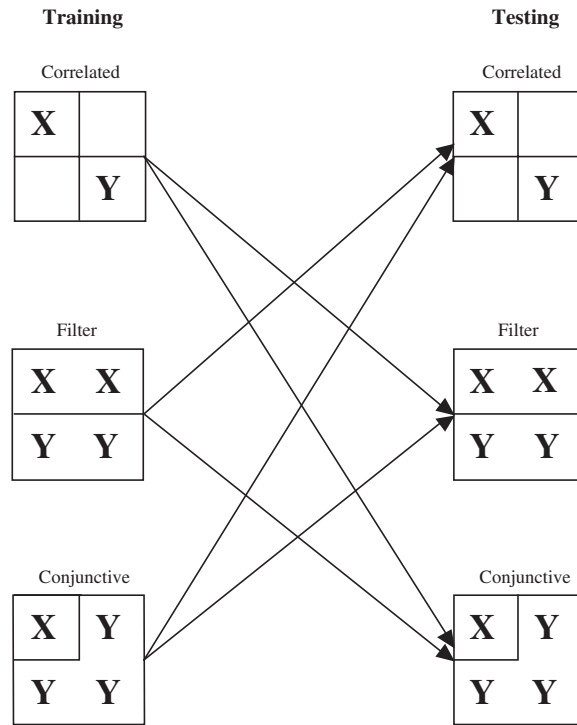 Training Testing
Correlated Correlated
X X
Y Y
Filter Filter
X X X X
Y Y Y Y
Conjunctive Conjunctive
X Y X Y
Y Y Y Y